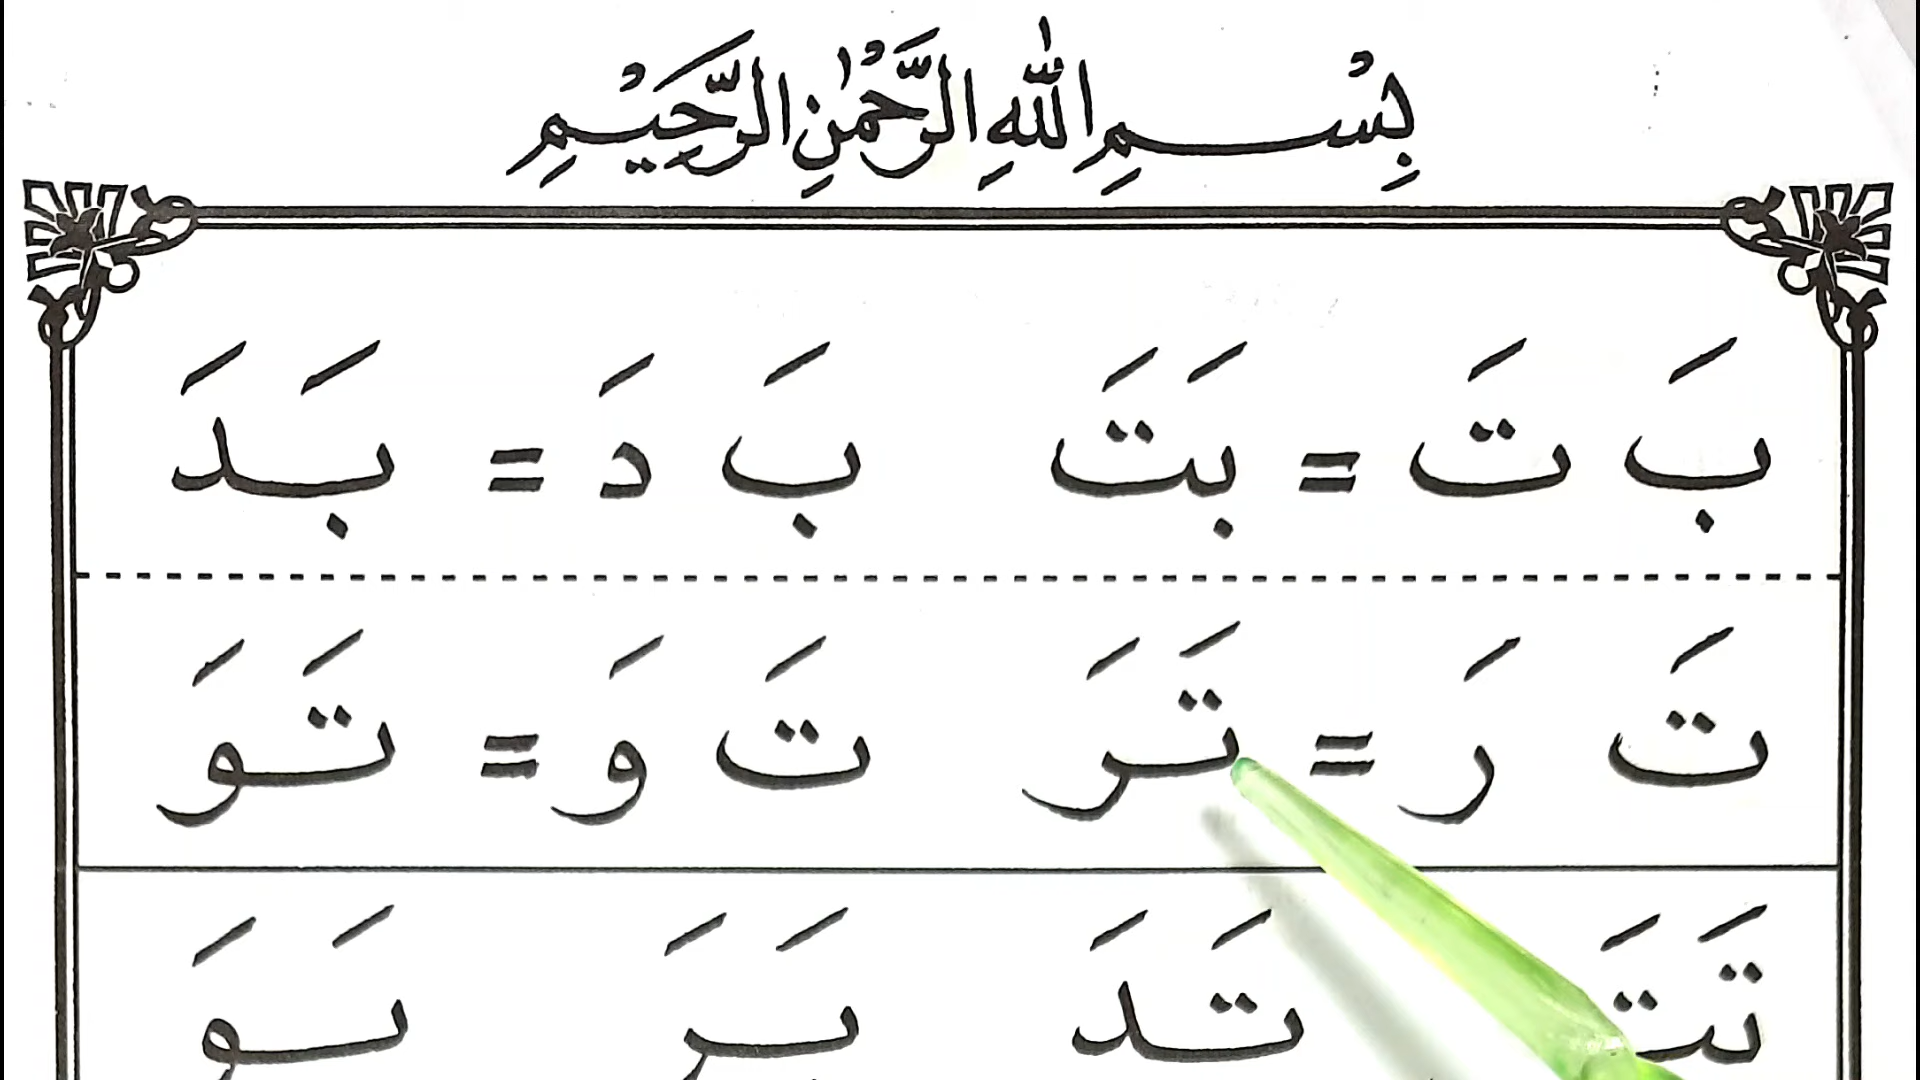 بِسْمِ اللّٰهِ الرَّحْمٰنِ الرَّحِيْمِ
بَ تَ = بَتَ بَ دَ = بَدَ
تَ رَ = تَرَ تَ وَ = تَوَ
تَتَ تَدَ